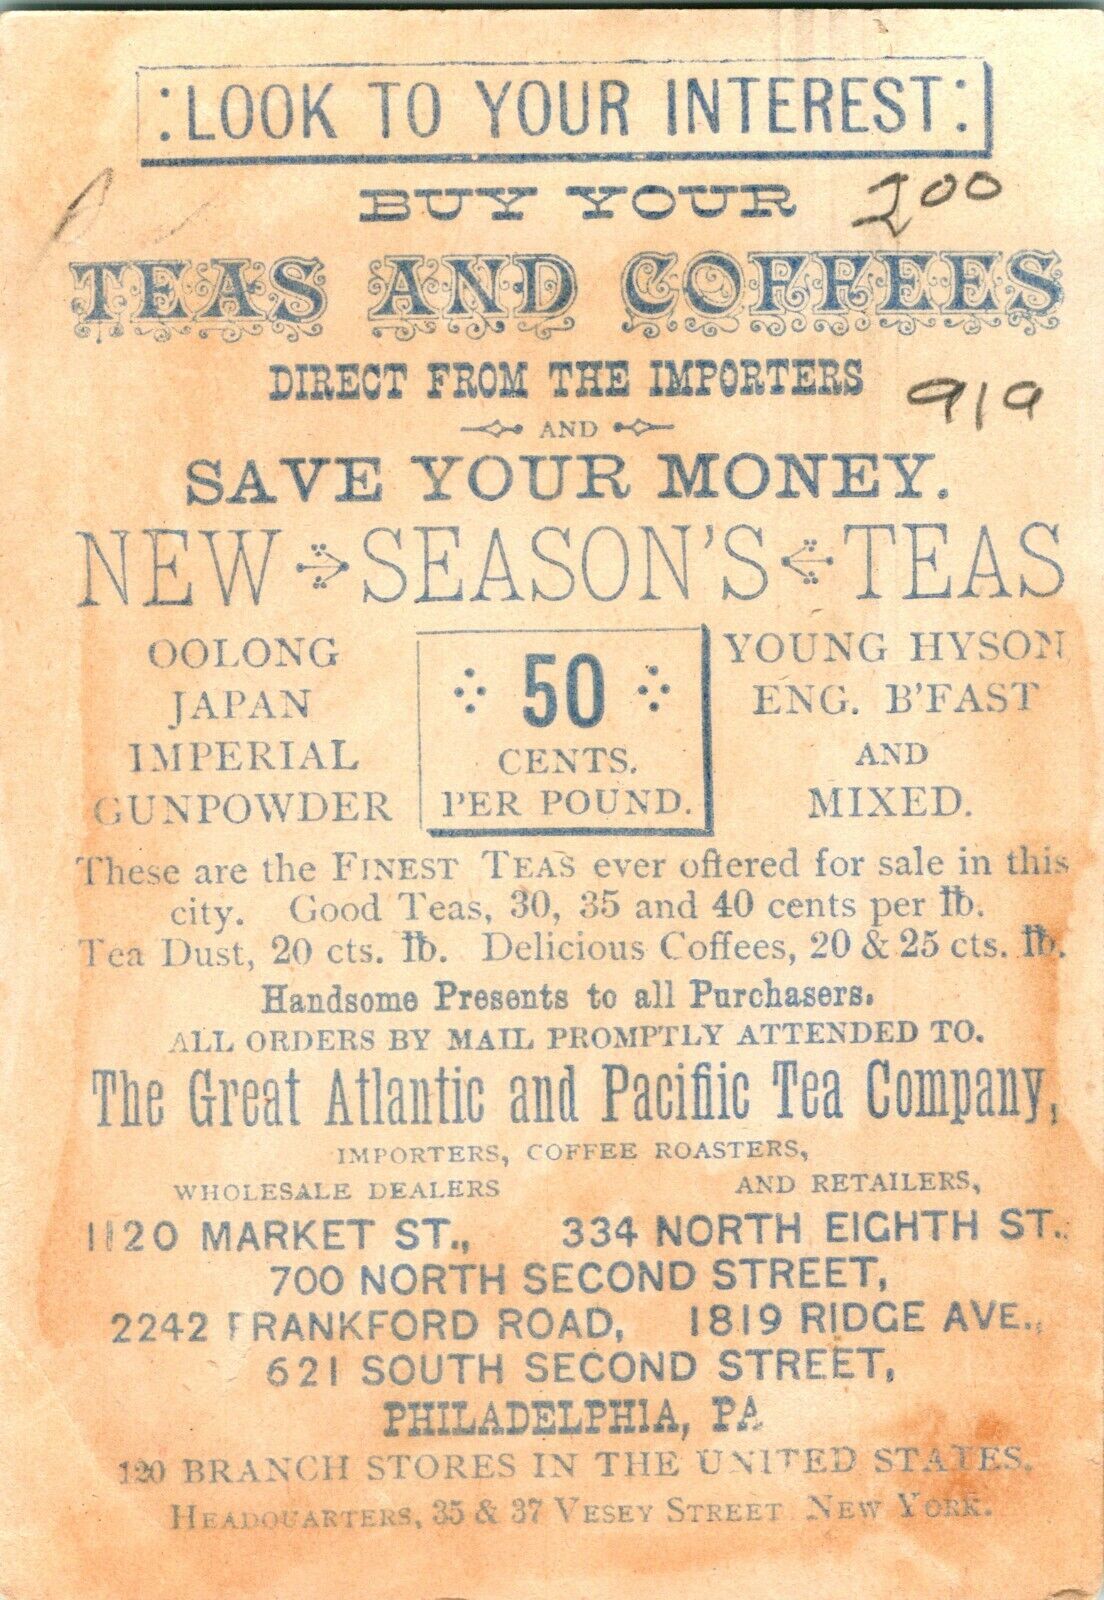 :LOOK TO YOUR INTEREST:
BUY YOUR
200
TEAS AND COFFEES
DIRECT FROM THE IMPORTERS
919
AND
SAVE YOUR MONEY.
NEW SEASON'S TEAS
OOLONG
JAPAN
IMPERIAL
GUNPOWDER
50
CENTS.
PER POUND.
YOUNG HYSON
ENG. B'FAST
AND
MIXED.
These are the FINEST TEAS ever offered for sale in this
city. Good Teas, 30, 35 and 40 cents per lb.
Tea Dust, 20 cts. lb. Delicious Coffees, 20 & 25 cts. lb.
Handsome Presents to all Purchasers.
ALL ORDERS BY MAIL PROMPTLY ATTENDED TO.
The Great Atlantic and Pacifiic Tea Company,
IMPORTERS, COFFEE ROASTERS,
WHOLESALE DEALERS AND RETAILERS,
1120 MARKET ST., 334 NORTH EIGHTH ST.,
700 NORTH SECOND STREET,
2242 FRANKFORD ROAD, 1819 RIDGE AVE.,
621 SOUTH SECOND STREET,
PHILADELPHIA, PA
120 BRANCH STORES IN THE UNITED STATES.
HEADQUARTERS, 35 & 37 VESEY STREET NEW YORK.